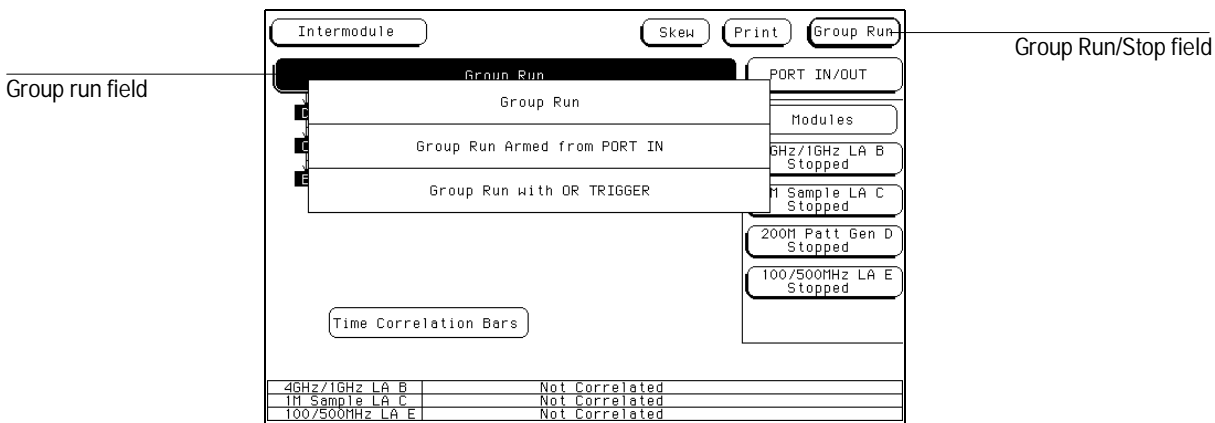 Intermodule
Skew
Print
Group Run
Group Run/Stop field
Group run field
Group Run
PORT IN/OUT
Group Run
Group Run Armed from PORT IN
Group Run with OR TRIGGER
Modules
GHz/1GHz LA B
Stopped
M Sample LA C
Stopped
200M Patt Gen D
Stopped
100/500MHz LA E
Stopped
Time Correlation Bars
4GHz/1GHz LA B Not Correlated
1M Sample LA C Not Correlated
100/500MHz LA E Not Correlated